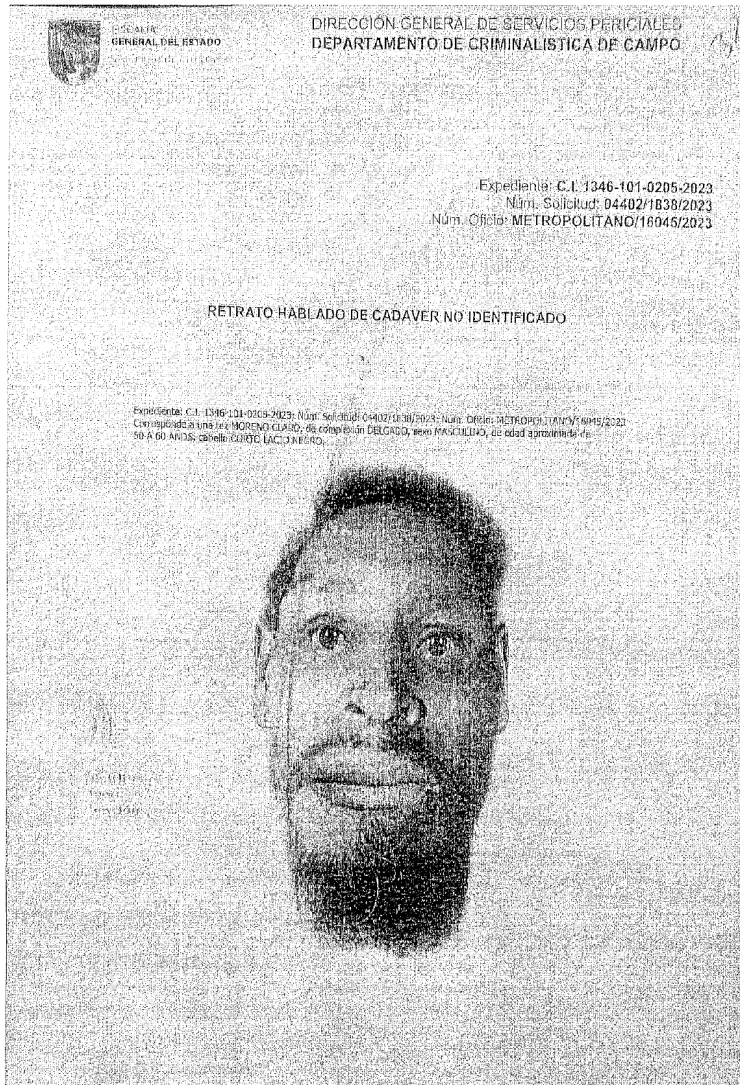 FISCALÍA
GENERAL DEL ESTADO
DIRECCIÓN GENERAL DE SERVICIOS PERICIALES
DEPARTAMENTO DE CRIMINALISTICA DE CAMPO
Expediente: C.I. 1346-101-0205-2023
Núm. Solicitud: 04402/1838/2023
Núm. Oficio: METROPOLITANO/16045/2023
RETRATO HABLADO DE CADAVER NO IDENTIFICADO
Expediente: C.I. 1346-101-0205-2023; Núm. Solicitud: 04402/1838/2023; Núm. Oficio: METROPOLITANO/16045/2023
Corresponde a una tez MORENO CLARO, de complexión DELGADO, sexo MASCULINO, de edad aproximada de
50 A 60 AÑOS, cabello CORTO LACIO NEGRO.